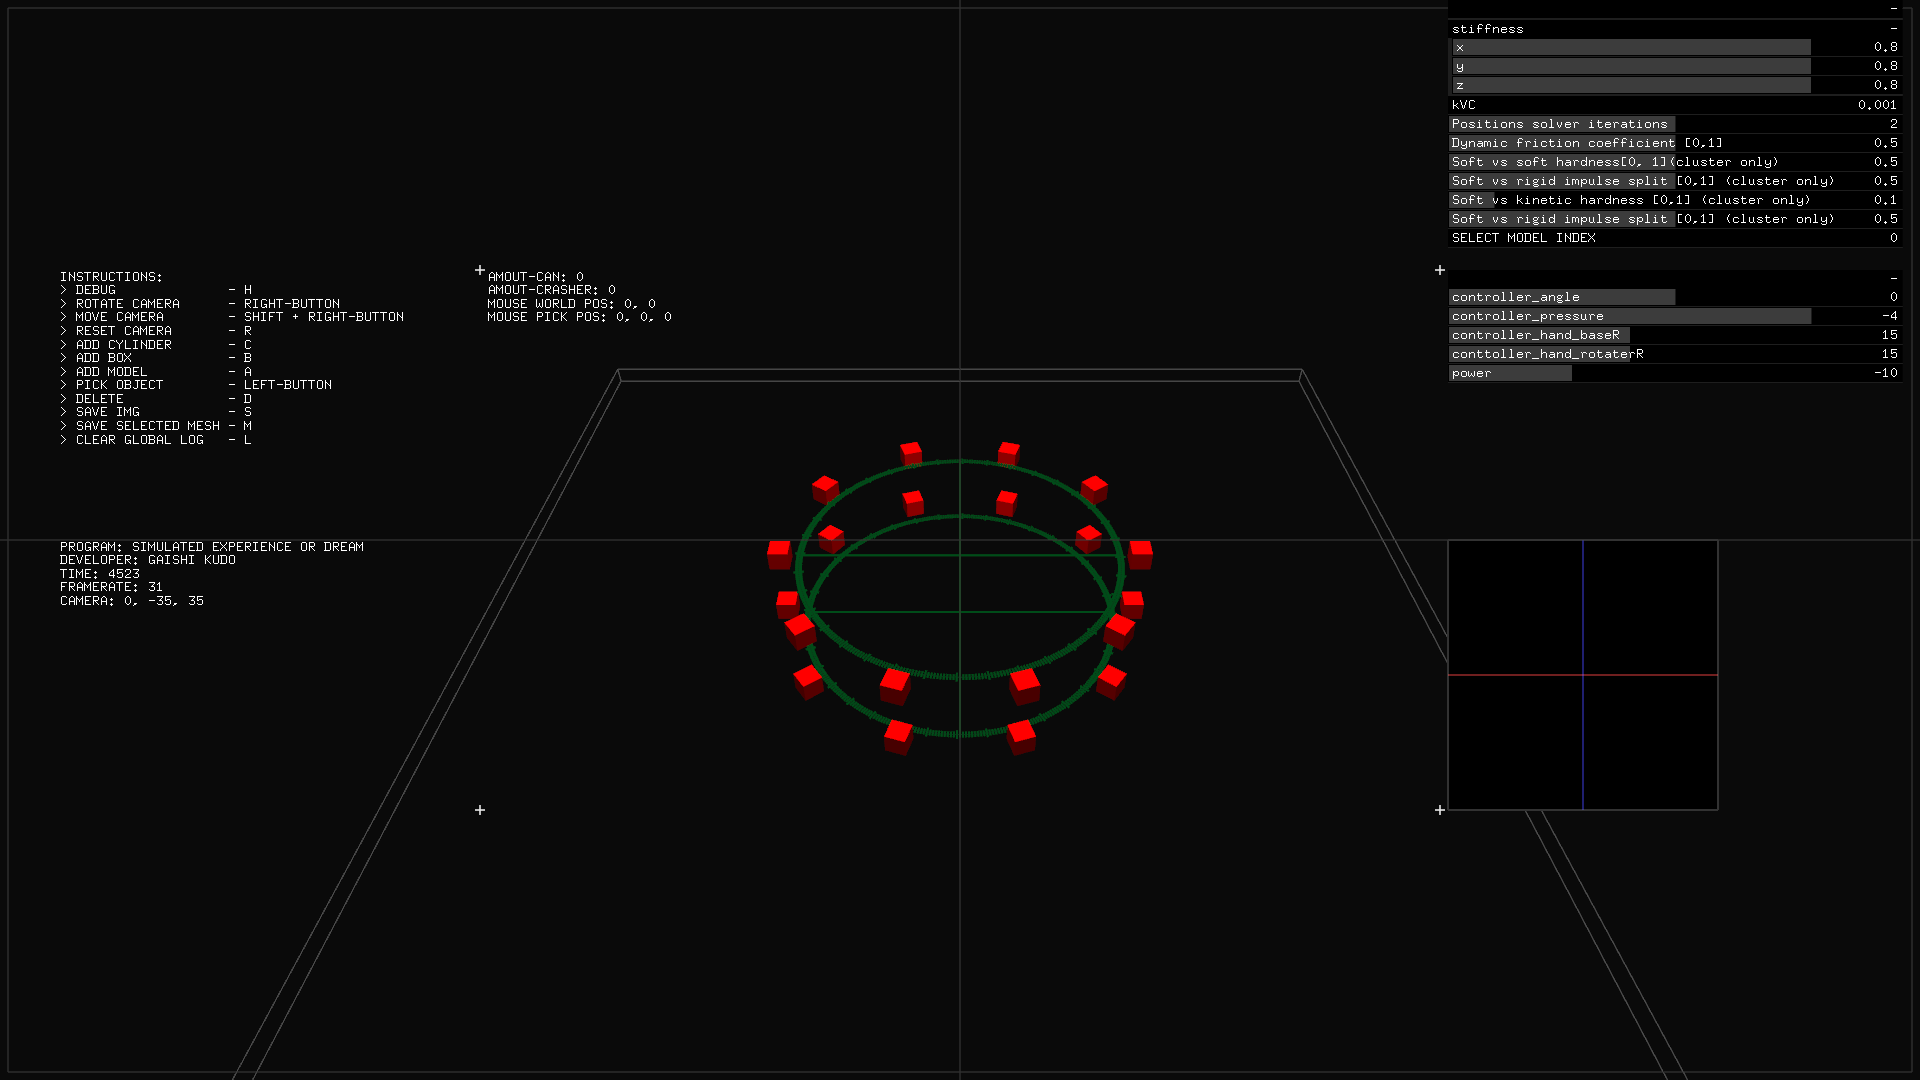 INSTRUCTIONS:
> DEBUG - H
> ROTATE CAMERA - RIGHT-BUTTON
> MOVE CAMERA - SHIFT + RIGHT-BUTTON
> RESET CAMERA - R
> ADD CYLINDER - C
> ADD BOX - B
> ADD MODEL - A
> PICK OBJECT - LEFT-BUTTON
> DELETE - D
> SAVE IMG - S
> SAVE SELECTED MESH - M
> CLEAR GLOBAL LOG - L
PROGRAM: SIMULATED EXPERIENCE OR DREAM
DEVELOPER: GAISHI KUDO
TIME: 4523
FRAMERATE: 31
CAMERA: 0, -35, 35
AMOUT-CAN: 0
AMOUT-CRASHER: 0
MOUSE WORLD POS: 0, 0
MOUSE PICK POS: 0, 0, 0
-
stiffness -
x 0.8
y 0.8
z 0.8
kVC 0.001
Positions solver iterations 2
Dynamic friction coefficient [0,1] 0.5
Soft vs soft hardness[0, 1](cluster only) 0.5
Soft vs rigid impulse split [0,1] (cluster only) 0.5
Soft vs kinetic hardness [0,1] (cluster only) 0.1
Soft vs rigid impulse split [0,1] (cluster only) 0.5
SELECT MODEL INDEX 0
-
controller_angle 0
controller_pressure -4
controller_hand_baseR 15
conttoller_hand_rotaterR 15
power -10